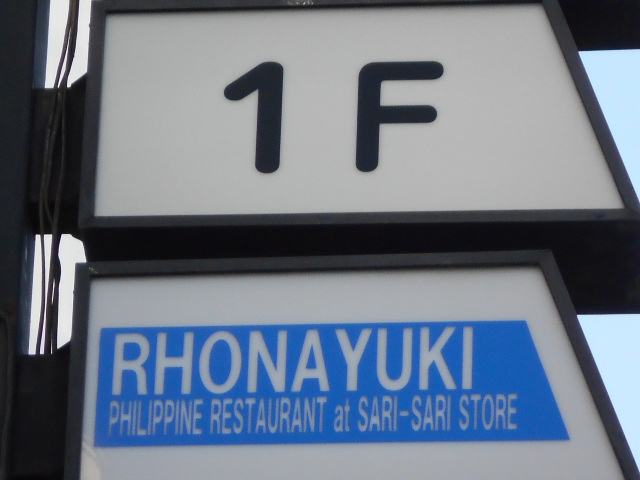 1F
RHONAYUKI
PHILIPPINE RESTAURANT at SARI-SARI STORE